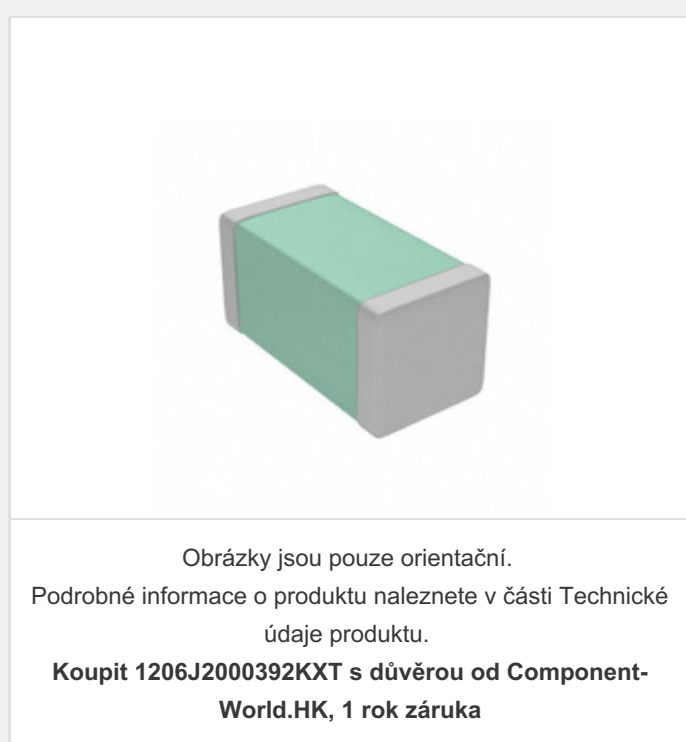 Obrázky jsou pouze orientační.
Podrobné informace o produktu naleznete v části Technické
údaje produktu.
Koupit 1206J2000392KXT s důvěrou od Component-
World.HK, 1 rok záruka